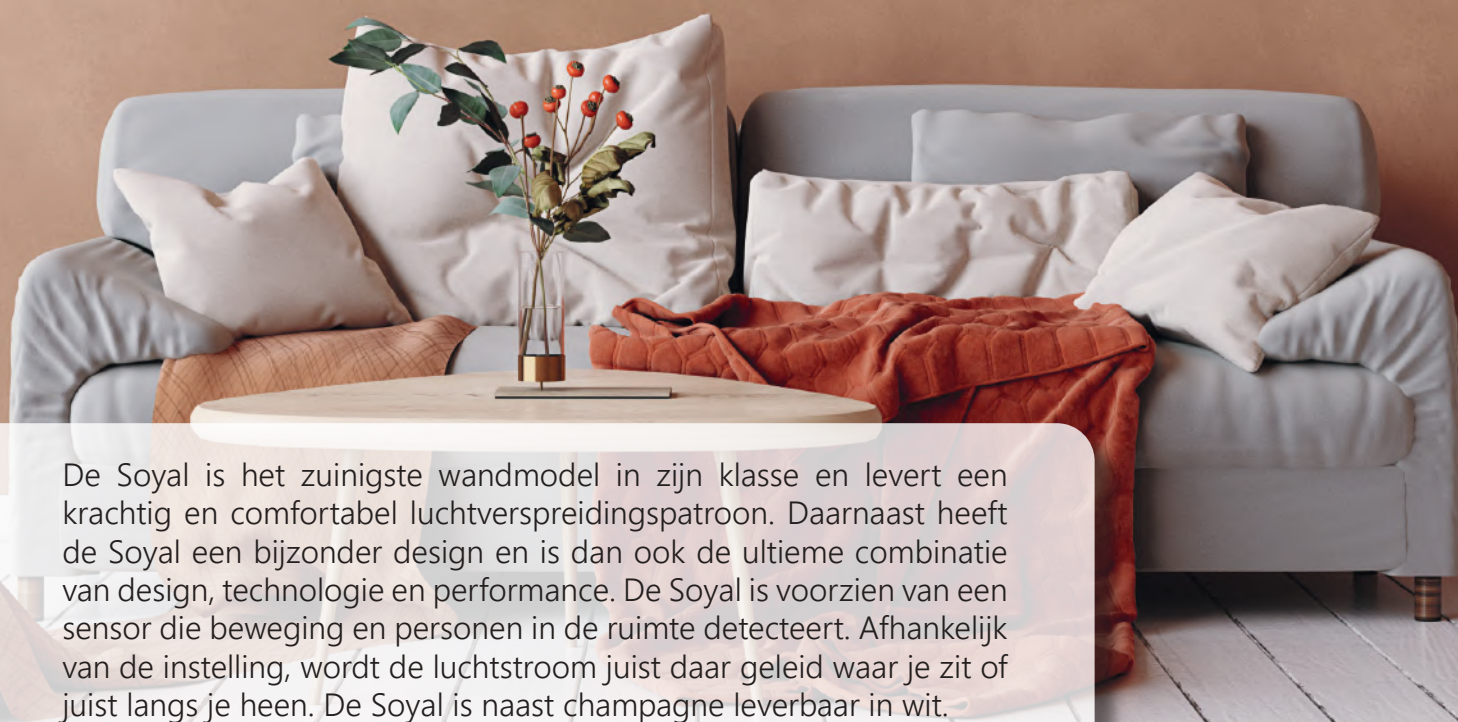 De Soyal is het zuinigste wandmodel in zijn klasse en levert een
krachtig en comfortabel luchtverspreidingspatroon. Daarnaast heeft
de Soyal een bijzonder design en is dan ook de ultieme combinatie
van design, technologie en performance. De Soyal is voorzien van een
sensor die beweging en personen in de ruimte detecteert. Afhankelijk
van de instelling, wordt de luchtstroom juist daar geleid waar je zit of
juist langs je heen. De Soyal is naast champagne leverbaar in wit.